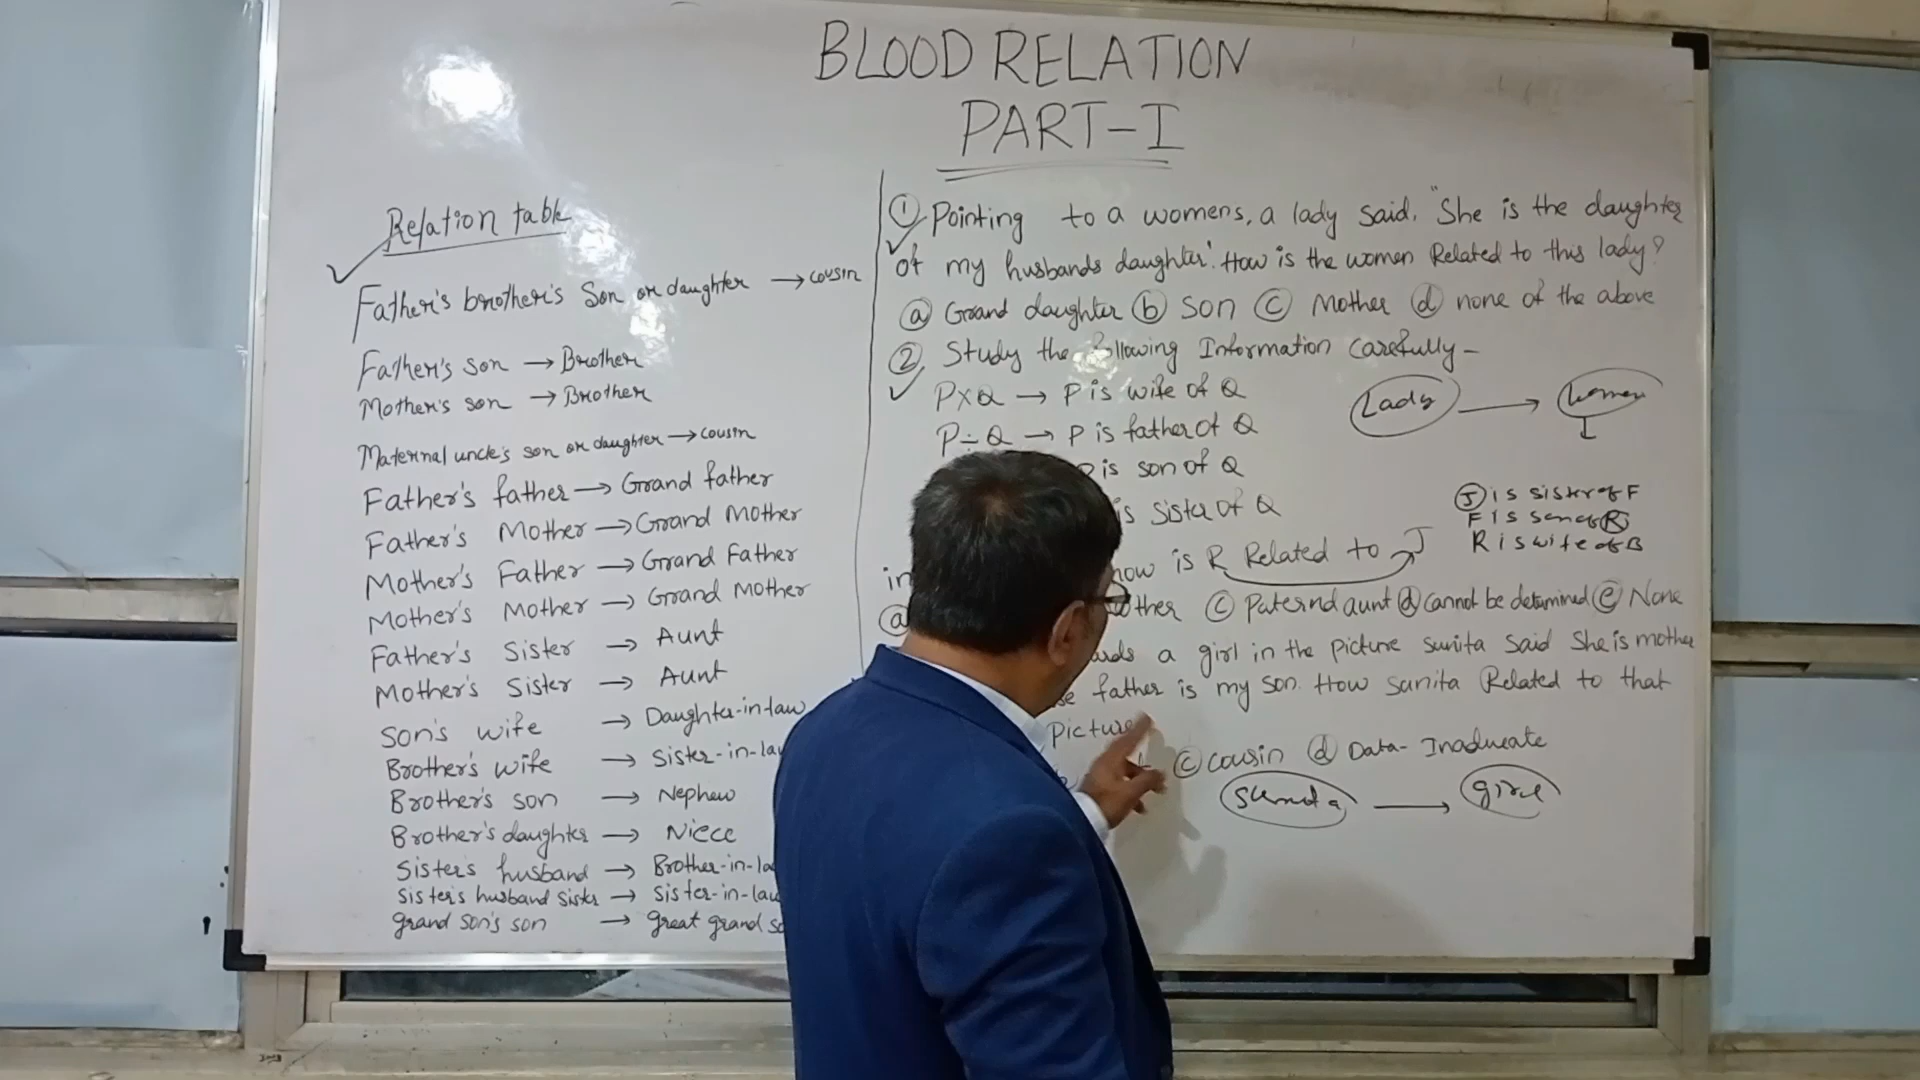 BLOOD RELATION
PART-I
Relation table
Father's brother's Son or daughter → cousin
Father's son → Brother
Mother's son → Brother
Maternal uncle's son or daughter → cousin
Father's father → Grand father
Father's Mother → Grand Mother
Mother's Father → Grand Father
Mother's Mother → Grand Mother
Father's Sister → Aunt
Mother's Sister → Aunt
Son's wife → Daughter-in-law
Brother's wife → Sister-in-la
Brother's son → Nephew
Brother's daughter → Niece
Sister's husband → Brother-in-la
Sister's husband Sister → Sister-in-law
grand son's son → great grand so
① Pointing to a womens, a lady said, "She is the daughter
of my husbands daughter". How is the women Related to this lady?
ⓐ Grand daughter ⓑ Son ⓒ Mother ⓓ none of the above
② Study the following Information carefully-
P×Q → P is wife of Q
P÷Q → P is father of Q
is son of Q
is Sister of Q
in how is R Related to J
ⓐ other ⓒ Paternal aunt ⓓ cannot be determined ⓔ None
a girl in the picture sunita said She is mother
father is my son. How sunita Related to that
Picture
ⓒ cousin ⓓ Data-Inadueate
Lady → women
J is sister of F
F is son of R
R is wife of B
Sunita → girl